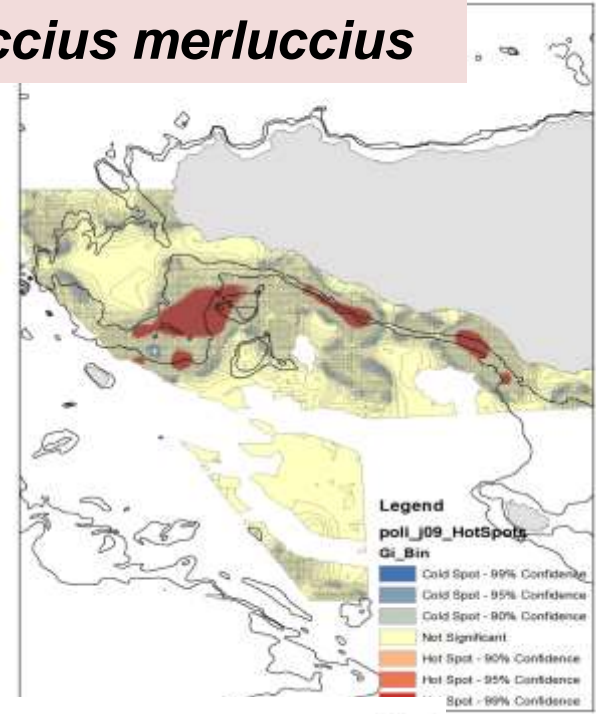 ccius merluccius
Legend
poli_j09_HotSpots
Gi_Bin
Cold Spot - 99% Confidence
Cold Spot - 95% Confidence
Cold Spot - 90% Confidence
Not Significant
Hot Spot - 90% Confidence
Hot Spot - 95% Confidence
Spot - 99% Confidence